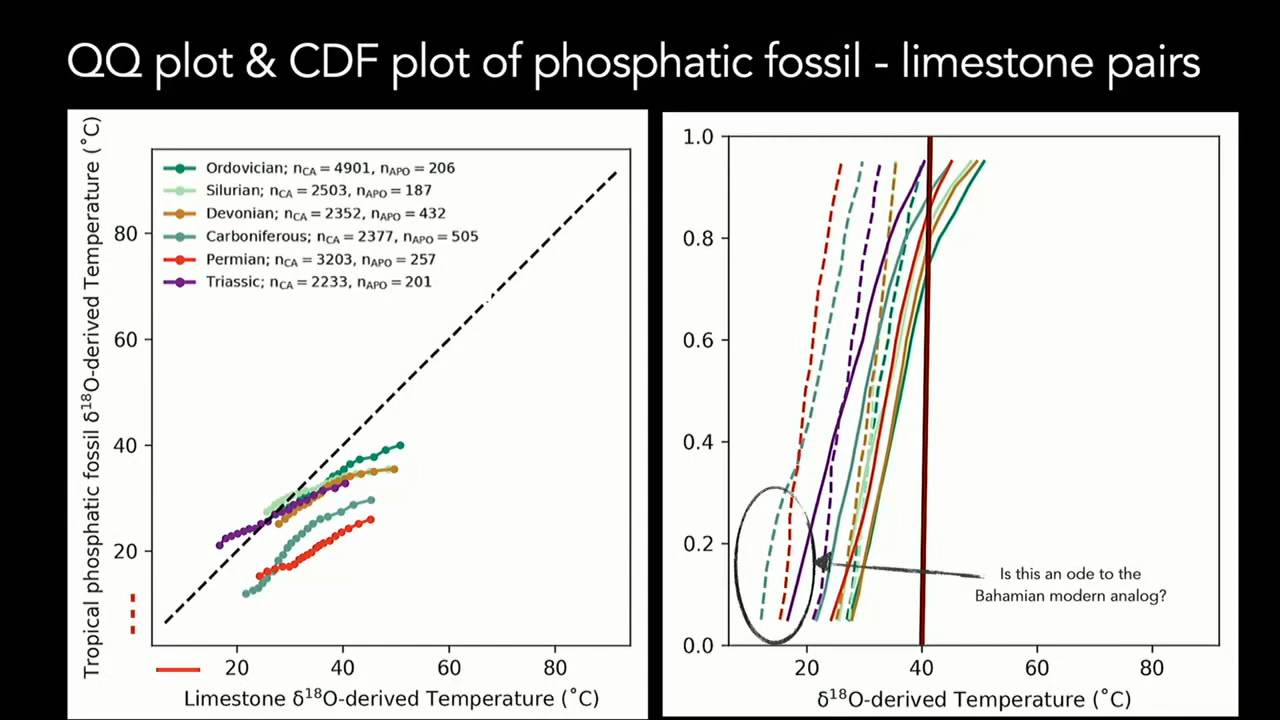 QQ plot & CDF plot of phosphatic fossil - limestone pairs
Tropical phosphatic fossil δ¹⁸O-derived Temperature (˚C)
80
60
40
20
Ordovician; n_CA = 4901, n_APO = 206
Silurian; n_CA = 2503, n_APO = 187
Devonian; n_CA = 2352, n_APO = 432
Carboniferous; n_CA = 2377, n_APO = 505
Permian; n_CA = 3203, n_APO = 257
Triassic; n_CA = 2233, n_APO = 201
20 40 60 80
Limestone δ¹⁸O-derived Temperature (˚C)
1.0
0.8
0.6
0.4
0.2
0.0
Is this an ode to the
Bahamian modern analog?
20 40 60 80
δ¹⁸O-derived Temperature (˚C)